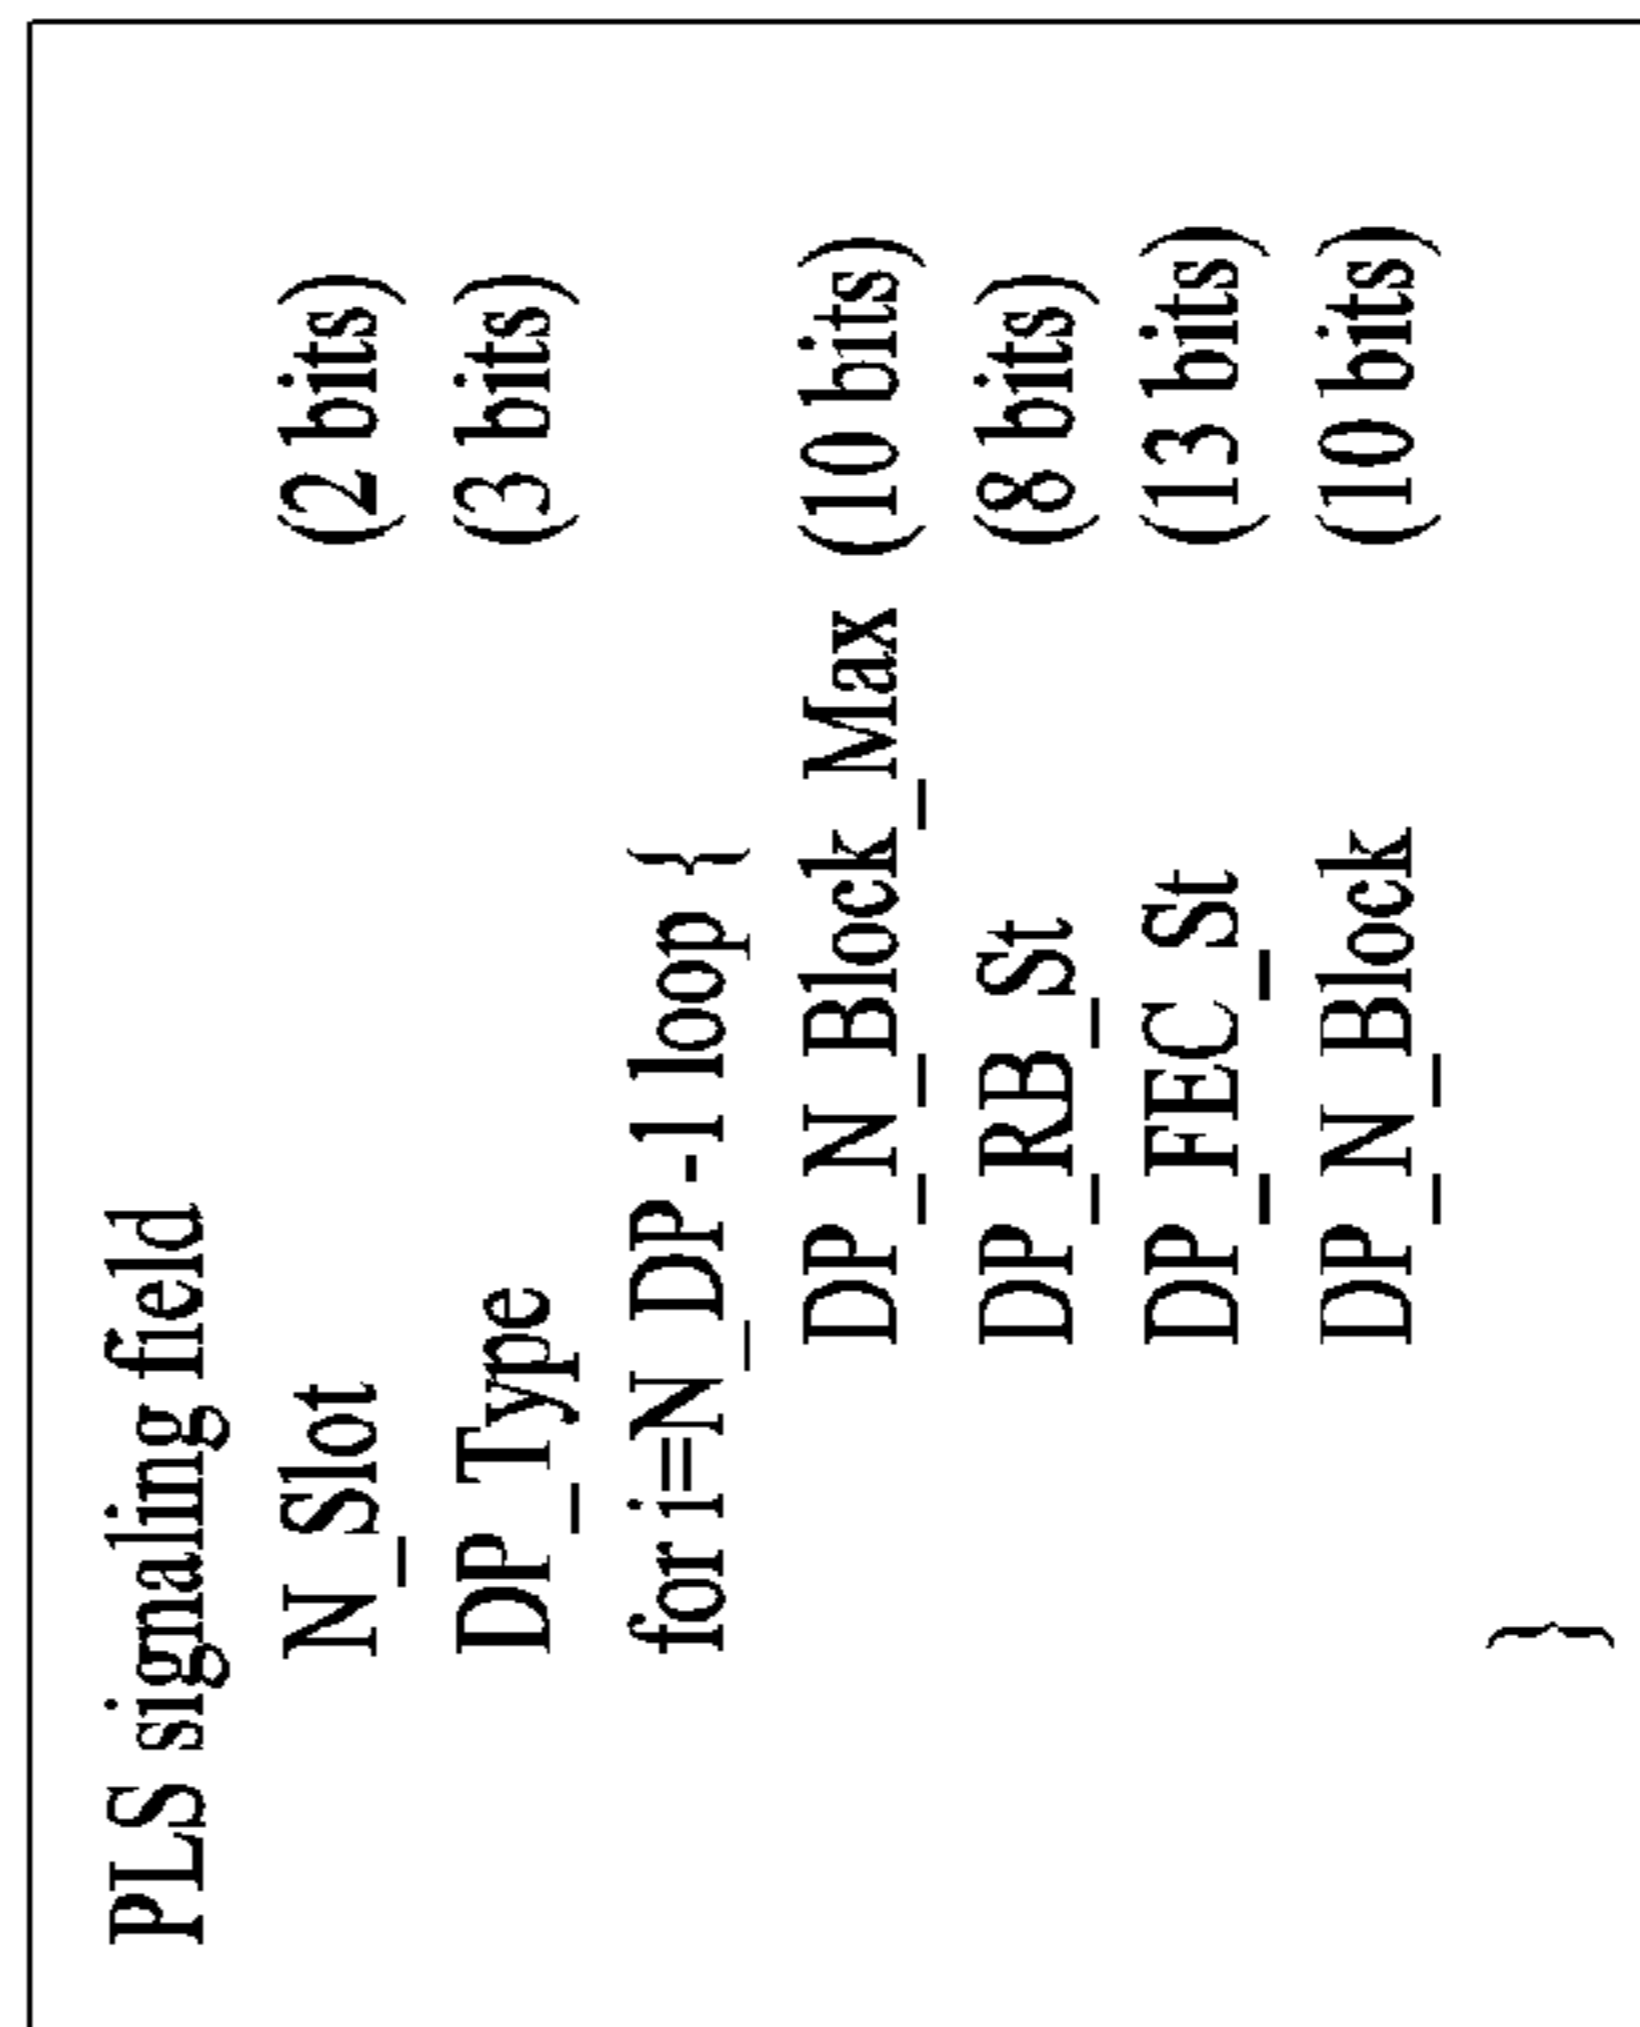 PLS signaling field
N_Slot (2 bits)
DP_Type (3 bits)
for i=N_DP-1 loop {
DP_N_Block_Max (10 bits)
DP_RB_St (8 bits)
DP_FEC_St (13 bits)
DP_N_Block (10 bits)
}